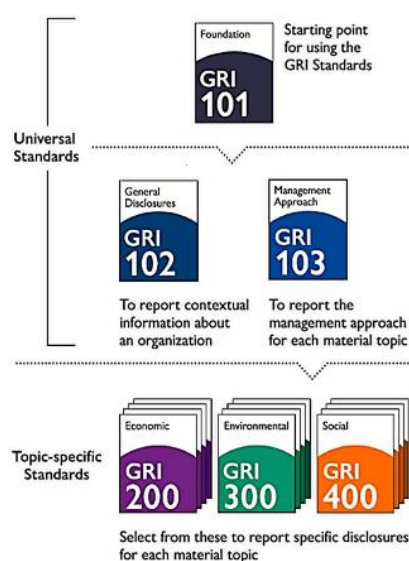 Foundation
GRI
101
Starting point
for using the
GRI Standards
Universal
Standards
General
Disclosures
GRI
102
Management
Approach
GRI
103
To report contextual
information about
an organization
To report the
management approach
for each material topic
Topic-specific
Standards
Economic
GRI
200
Environmental
GRI
300
Social
GRI
400
Select from these to report specific disclosures
for each material topic